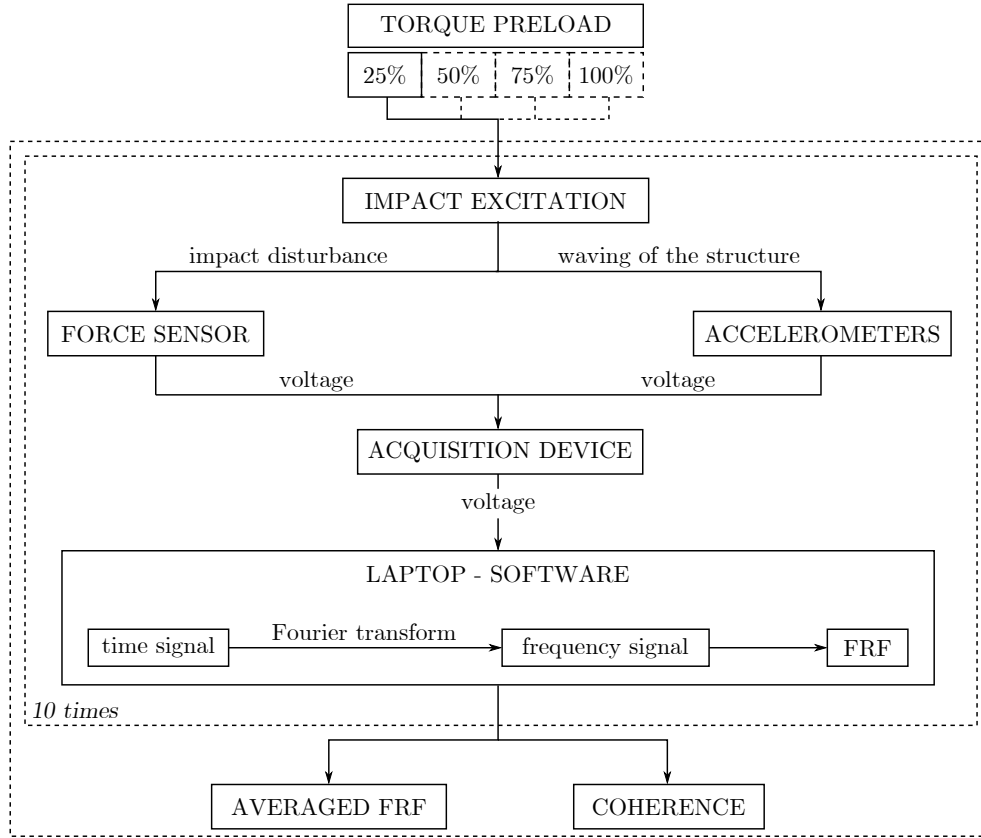 TORQUE PRELOAD
25% 50% 75% 100%
IMPACT EXCITATION
impact disturbance waving of the structure
FORCE SENSOR ACCELEROMETERS
voltage voltage
ACQUISITION DEVICE
voltage
LAPTOP - SOFTWARE
time signal Fourier transform frequency signal FRF
10 times
AVERAGED FRF COHERENCE